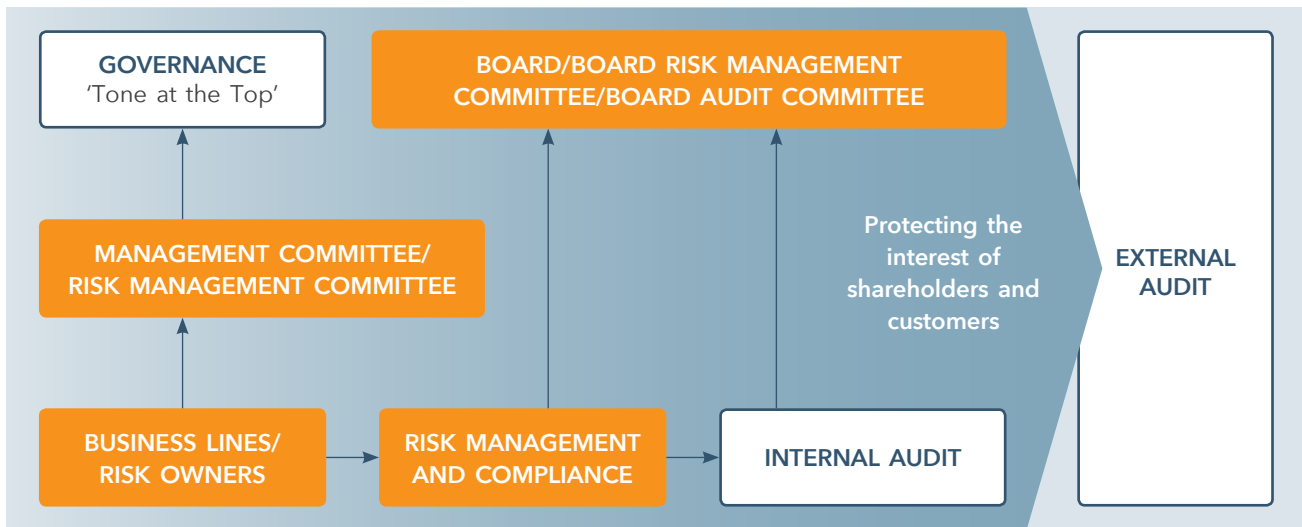 GOVERNANCE
‘Tone at the Top’
BOARD/BOARD RISK MANAGEMENT
COMMITTEE/BOARD AUDIT COMMITTEE
MANAGEMENT COMMITTEE/
RISK MANAGEMENT COMMITTEE
Protecting the
interest of
shareholders and
customers
EXTERNAL
AUDIT
BUSINESS LINES/
RISK OWNERS
RISK MANAGEMENT
AND COMPLIANCE
INTERNAL AUDIT